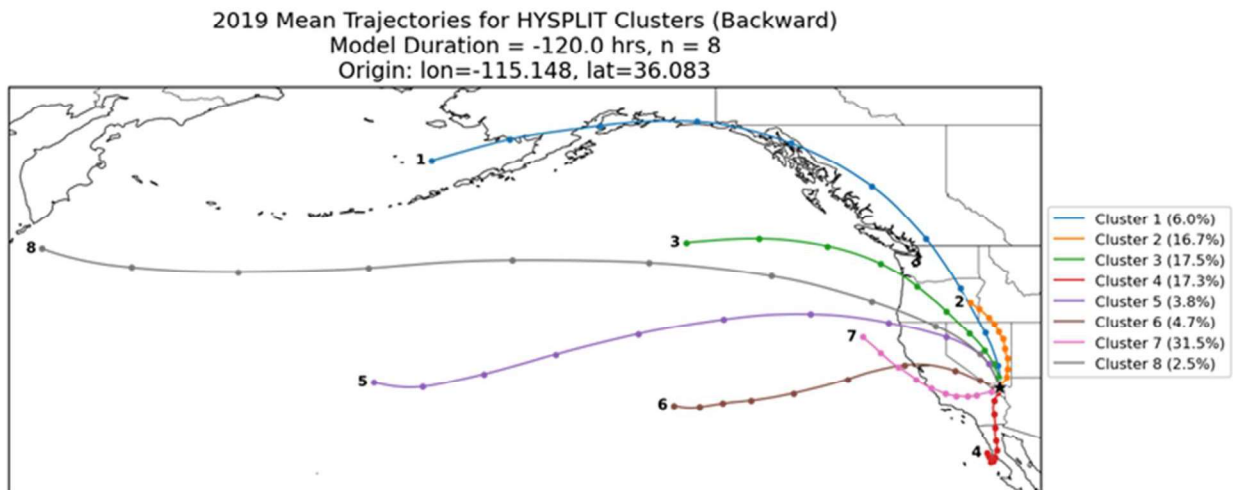 2019 Mean Trajectories for HYSPLIT Clusters (Backward)
Model Duration = -120.0 hrs, n = 8
Origin: lon=-115.148, lat=36.083
1
8
3
2
7
5
6
4
Cluster 1 (6.0%)
Cluster 2 (16.7%)
Cluster 3 (17.5%)
Cluster 4 (17.3%)
Cluster 5 (3.8%)
Cluster 6 (4.7%)
Cluster 7 (31.5%)
Cluster 8 (2.5%)